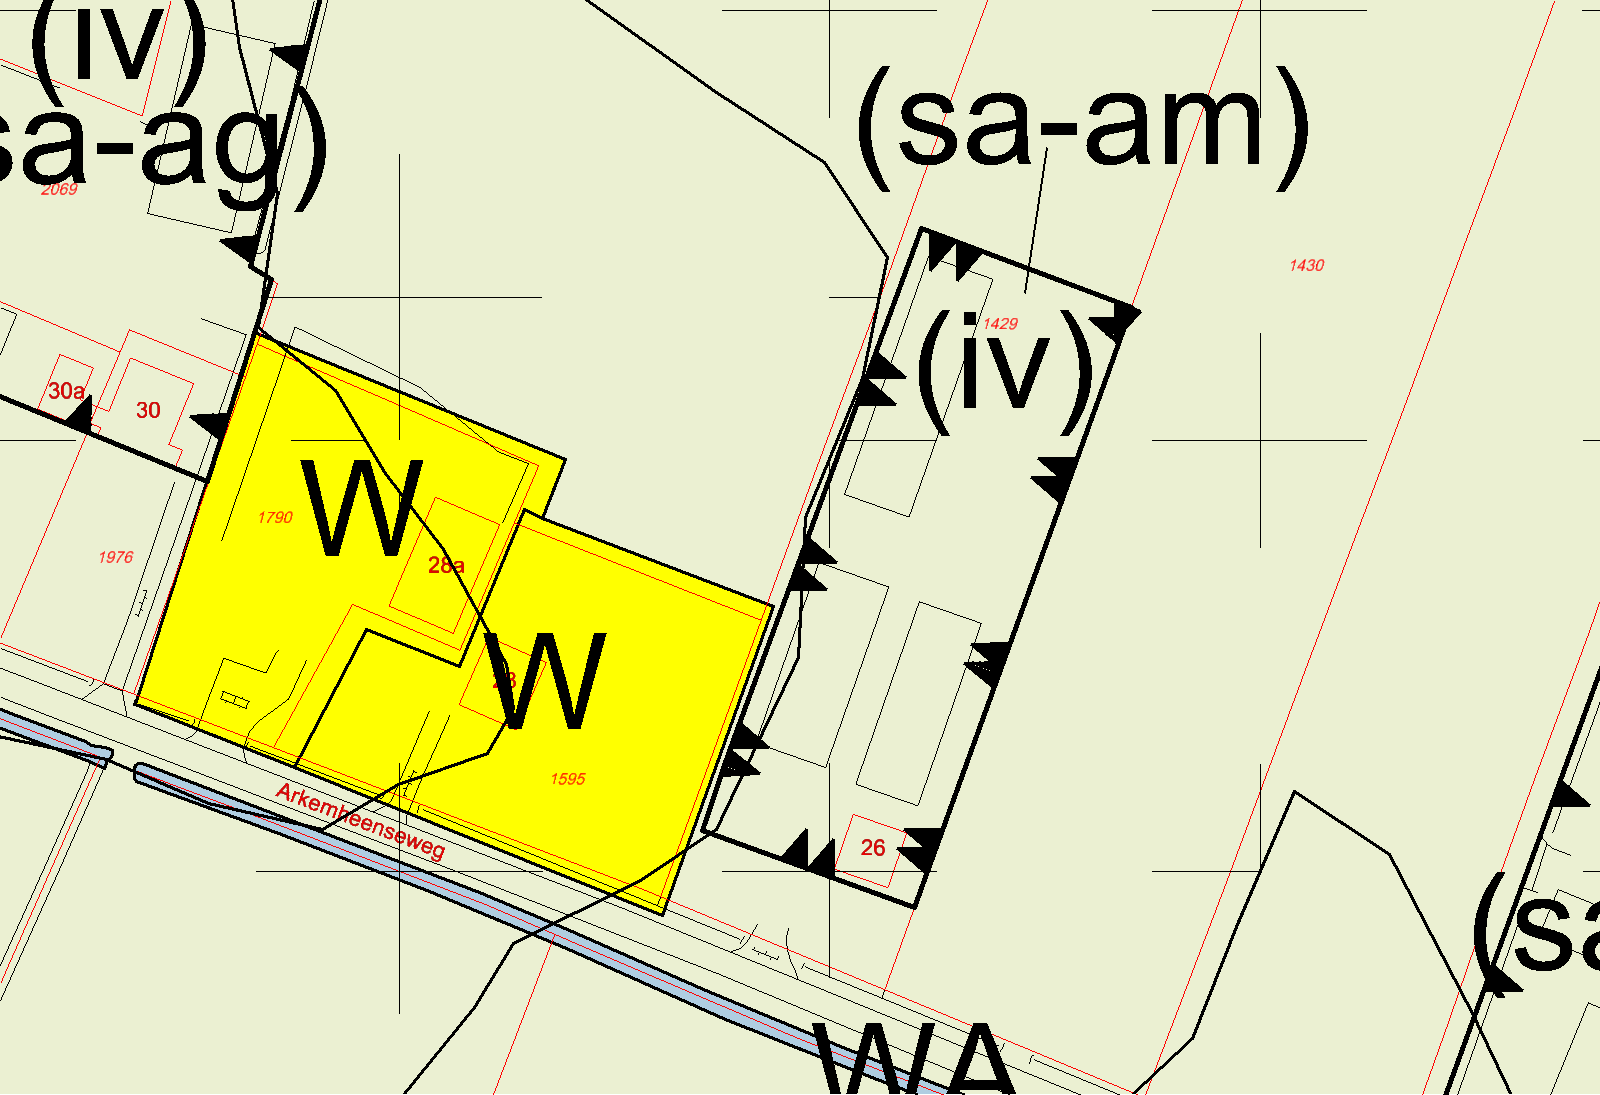 (iv)
sa-ag)
2069
(sa-am)
1430
1429
(iv)
30a
30
W
1790
28a
1976
W
28
1595
Arkemheenseweg
26
(sa
WA